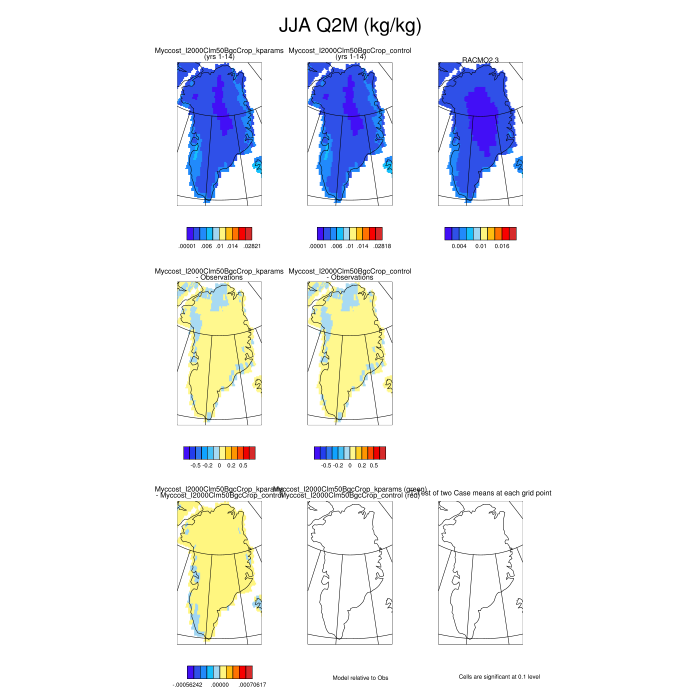 JJA Q2M (kg/kg)
Myccost_I2000Clm50BgcCrop_kparams
(yrs 1-14)
Myccost_I2000Clm50BgcCrop_control
(yrs 1-14)
RACMO2.3
.00001 .006 .01 .014 .02821
.00001 .006 .01 .014 .02818
0.004 0.01 0.016
Myccost_I2000Clm50BgcCrop_kparams
- Observations
Myccost_I2000Clm50BgcCrop_control
- Observations
-0.5 -0.2 0 0.2 0.5
-0.5 -0.2 0 0.2 0.5
Myccost_I2000Clm50BgcCrop_kparams
- Myccost_I2000Clm50BgcCrop_control
Myccost_I2000Clm50BgcCrop_kparams (green)
Myccost_I2000Clm50BgcCrop_control (red)
of two Case means at each grid point
-.00056242 .00000 .00070617
Model relative to Obs
Cells are significant at 0.1 level